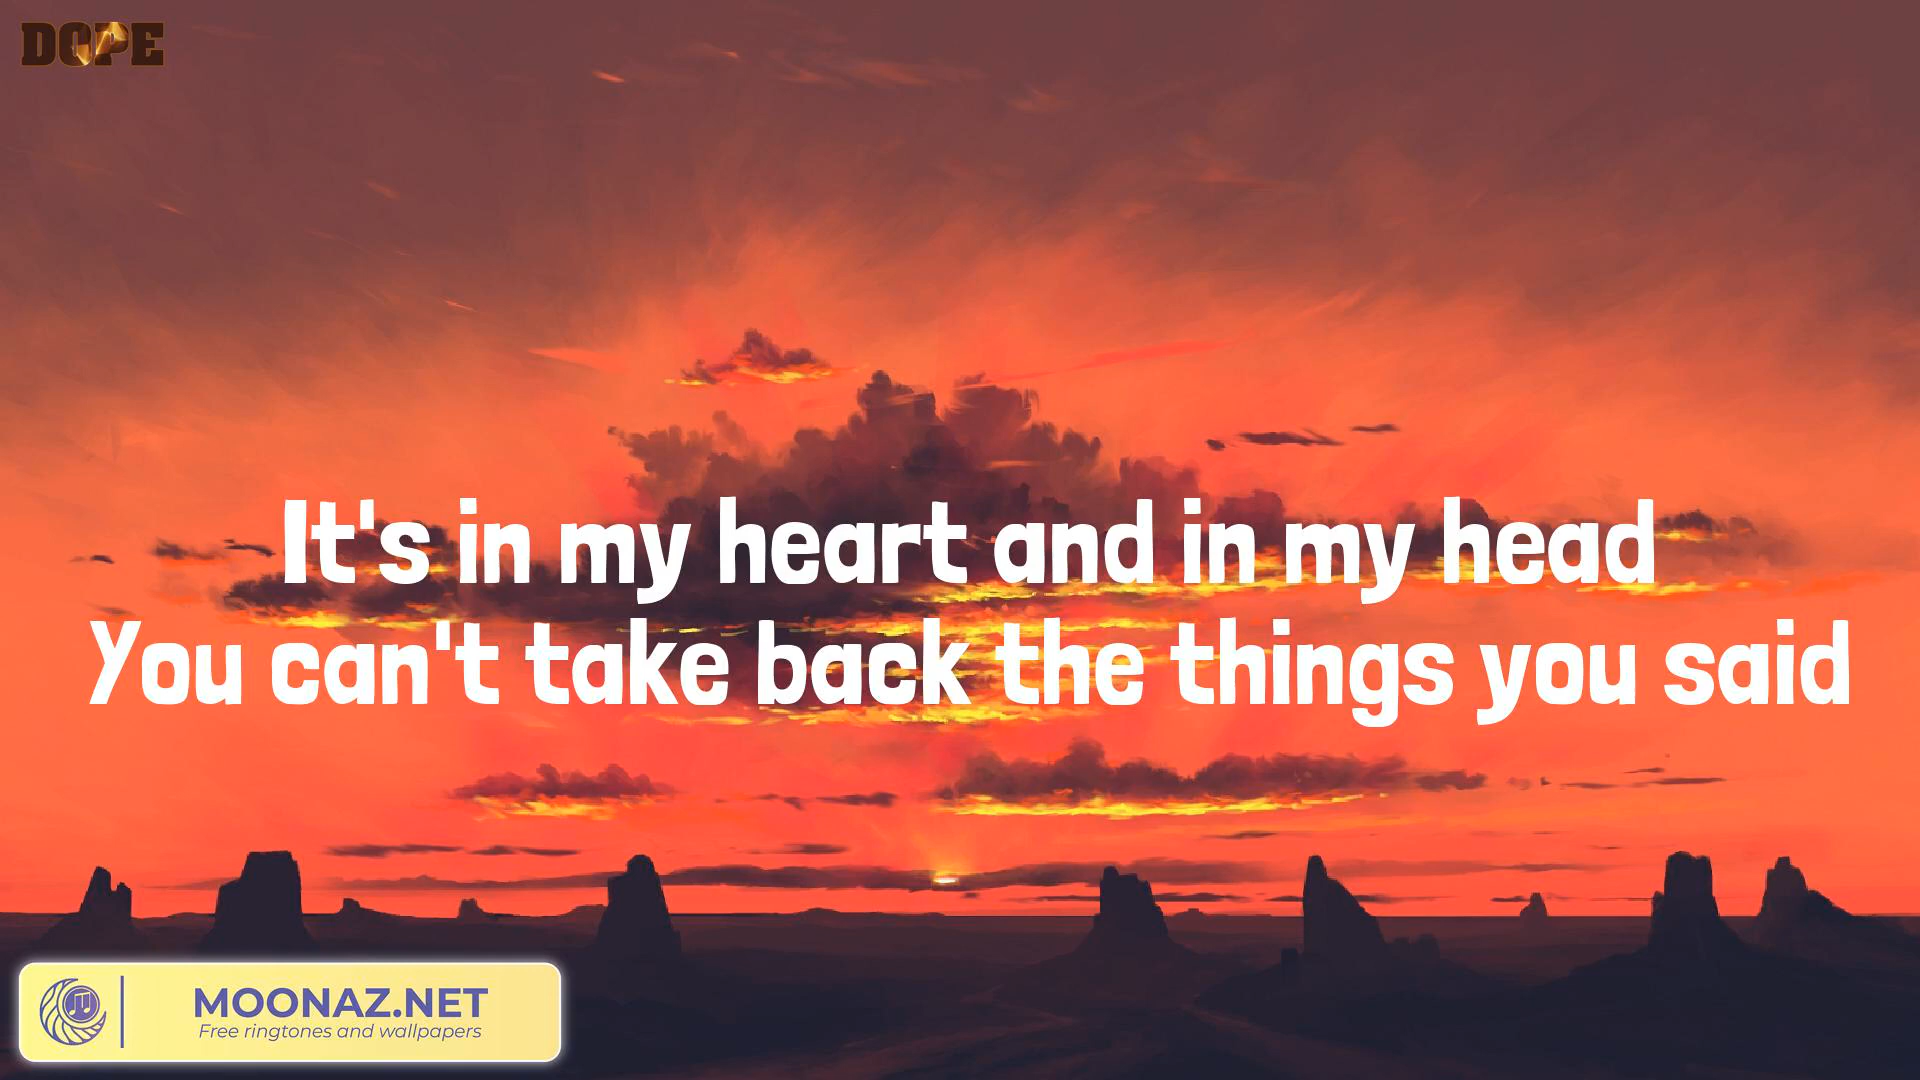 DOPE
It's in my heart and in my head
You can't take back the things you said
MOONAZ.NET
Free ringtones and wallpapers